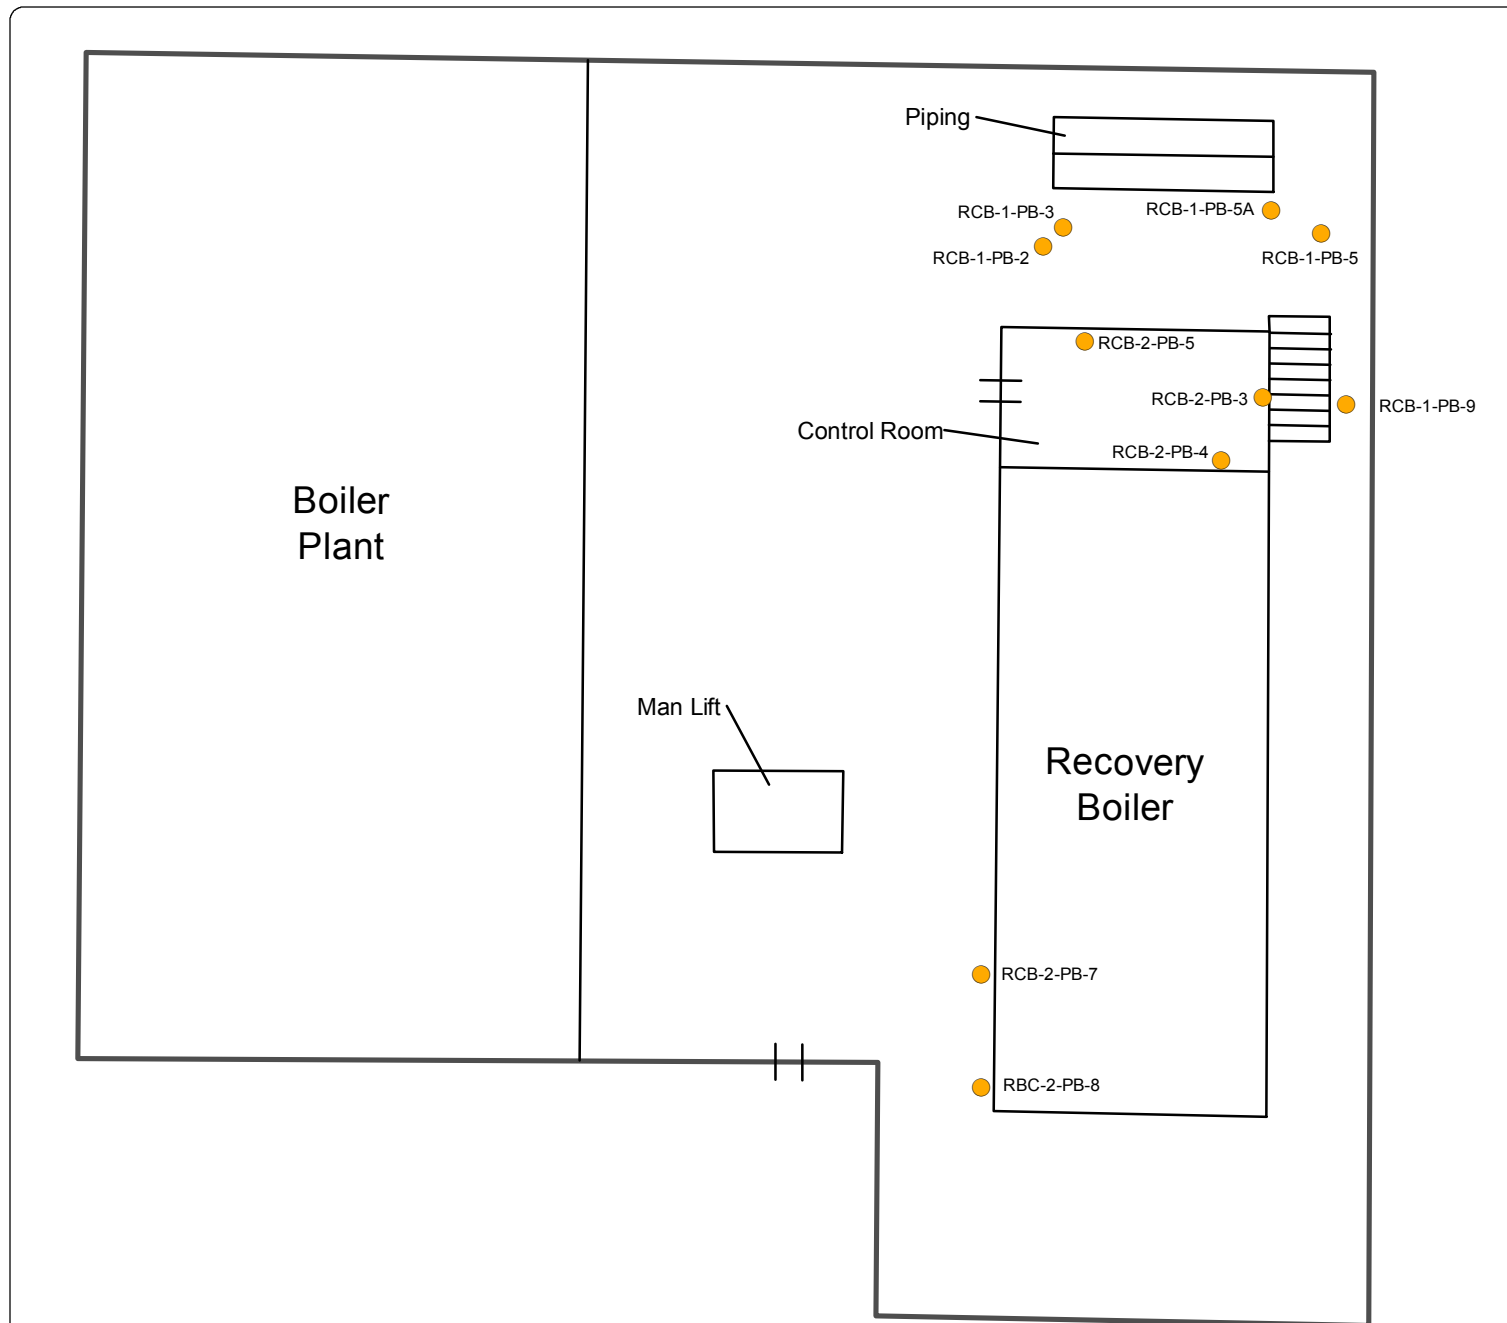 Piping
RCB-1-PB-3
RCB-1-PB-5A
RCB-1-PB-2
RCB-1-PB-5
RCB-2-PB-5
RCB-2-PB-3
RCB-1-PB-9
Control Room
RCB-2-PB-4
Boiler
Plant
Man Lift
Recovery
Boiler
RCB-2-PB-7
RBC-2-PB-8